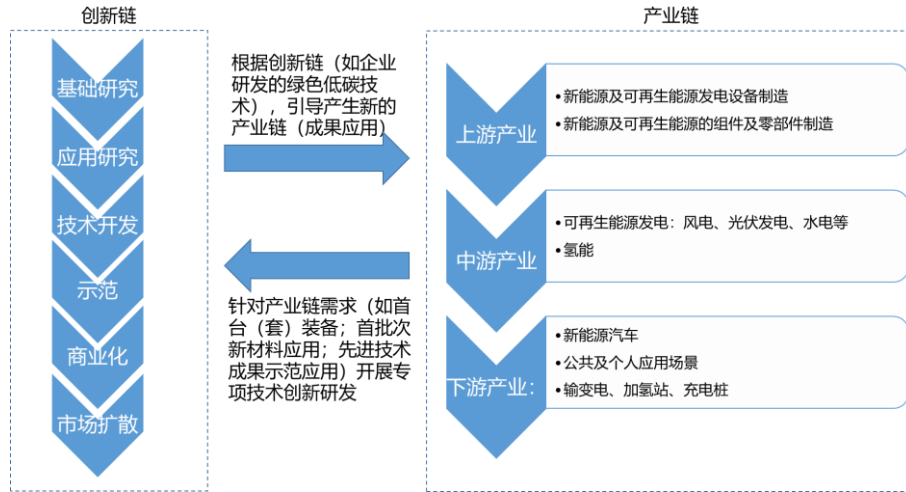 创新链
基础研究
应用研究
技术开发
示范
商业化
市场扩散
根据创新链（如企业
研发的绿色低碳技
术），引导产生新的
产业链（成果应用）
针对产业链需求（如首
台（套）装备；首批次
新材料应用；先进技术
成果示范应用）开展专
项技术创新研发
产业链
上游产业
•新能源及可再生能源发电设备制造
•新能源及可再生能源的组件及零部件制造
中游产业
•可再生能源发电：风电、光伏发电、水电等
•氢能
下游产业：
•新能源汽车
•公共及个人应用场景
•输变电、加氢站、充电桩